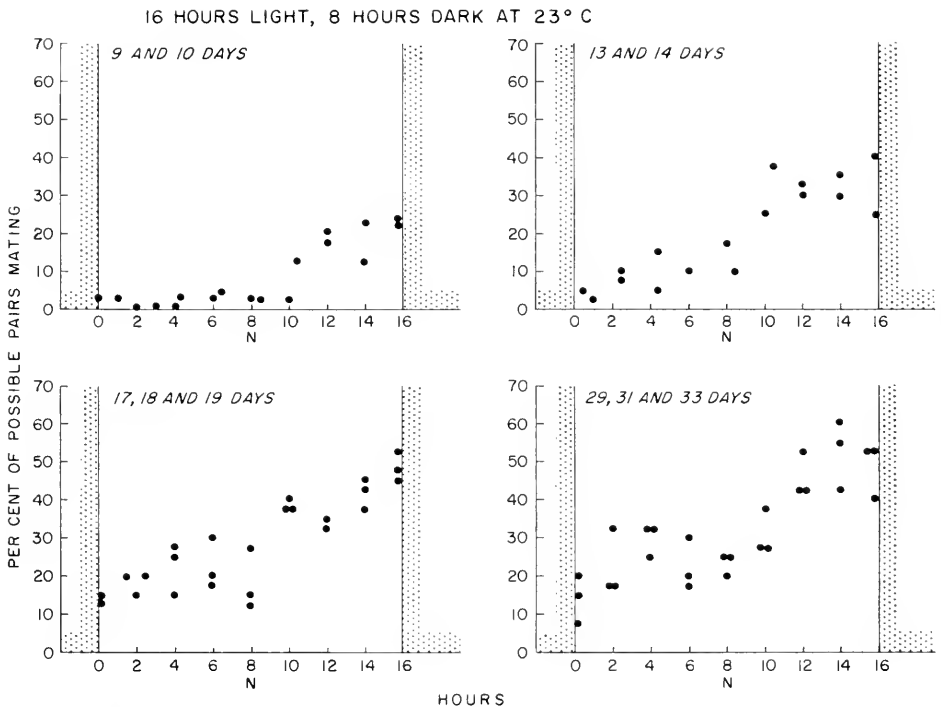 16 HOURS LIGHT, 8 HOURS DARK AT 23° C
PER CENT OF POSSIBLE PAIRS MATING
9 AND 10 DAYS
70
60
50
40
30
20
10
0
0 2 4 6 8 10 12 14 16
N
13 AND 14 DAYS
70
60
50
40
30
20
10
0
0 2 4 6 8 10 12 14 16
N
17, 18 AND 19 DAYS
70
60
50
40
30
20
10
0
0 2 4 6 8 10 12 14 16
N
29, 31 AND 33 DAYS
70
60
50
40
30
20
10
0
0 2 4 6 8 10 12 14 16
N
HOURS